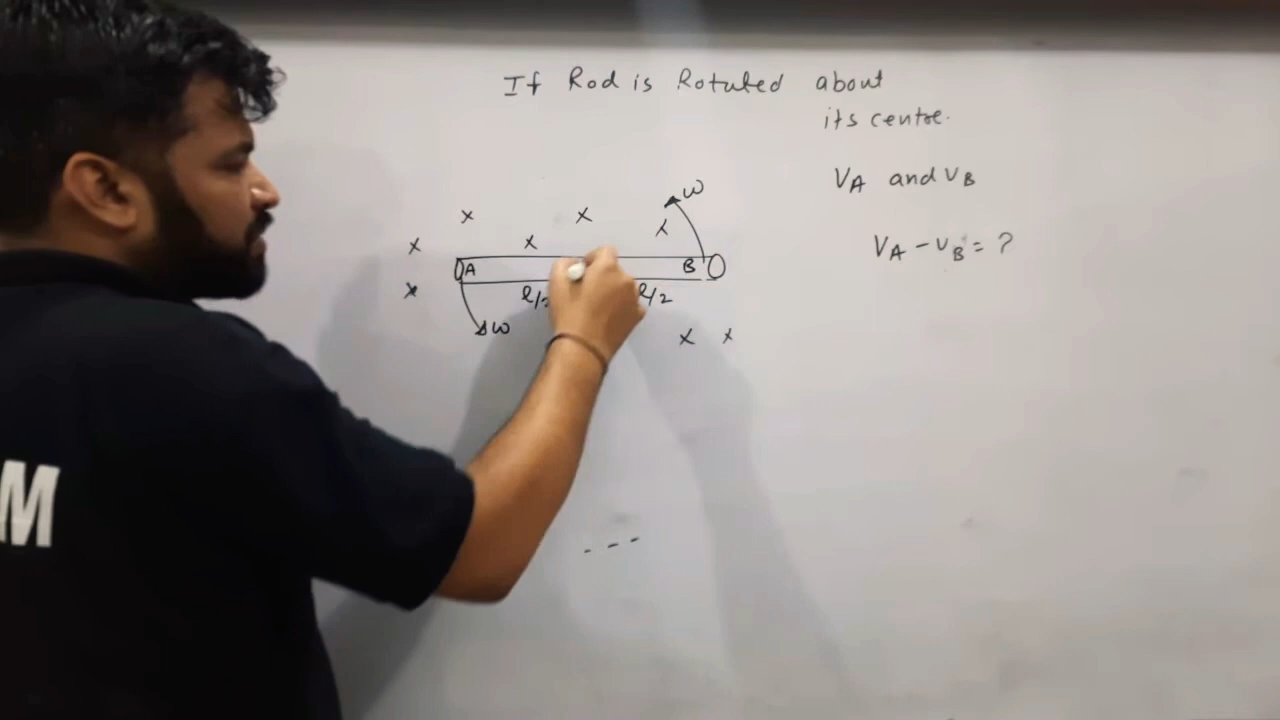 If Rod is Rotated about
its centre.
VA and VB
VA - VB = ?
ω
x x x x
x
A B
x l/2 l/2
ω
x x
- - -
M